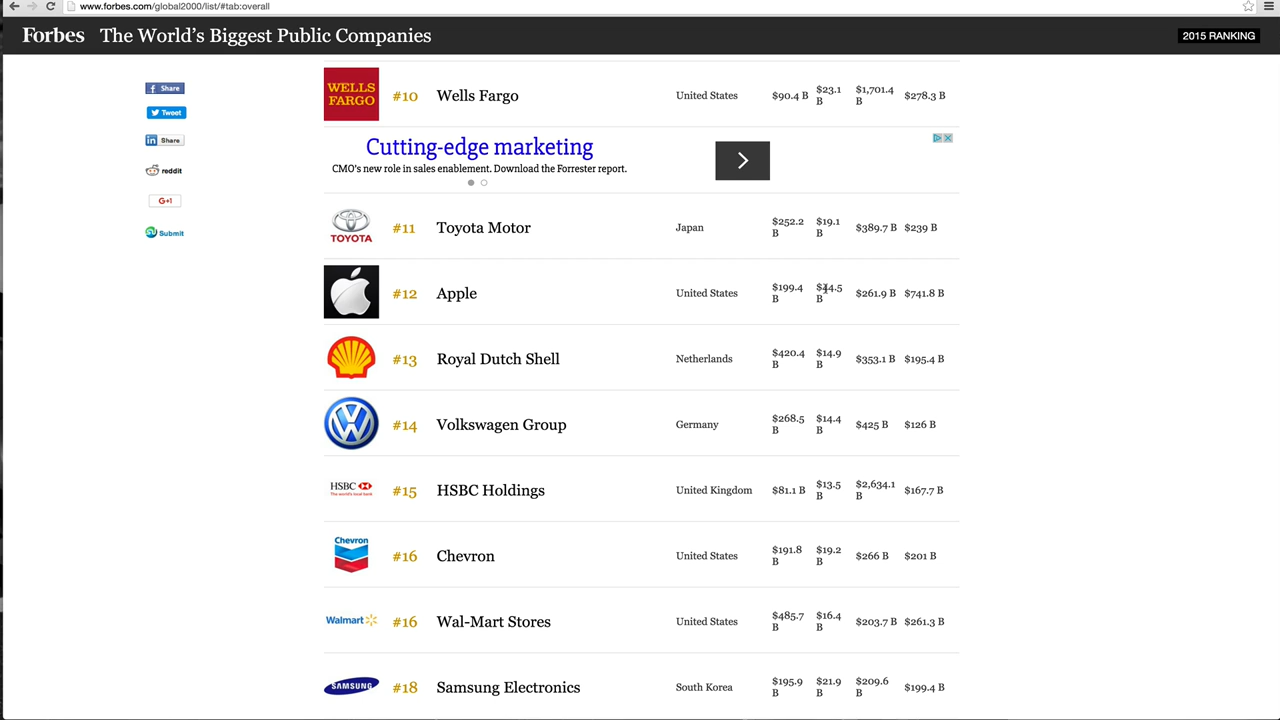 www.forbes.com/global2000/list/#tab:overall
Forbes The World's Biggest Public Companies 2015 RANKING
Share
Tweet
Share
reddit
G+1
Submit
WELLS FARGO #10 Wells Fargo United States $90.4 B $23.1 B $1,701.4 B $278.3 B
Cutting-edge marketing
CMO's new role in sales enablement. Download the Forrester report.
TOYOTA #11 Toyota Motor Japan $252.2 B $19.1 B $389.7 B $239 B
#12 Apple United States $199.4 B $44.5 B $261.9 B $741.8 B
#13 Royal Dutch Shell Netherlands $420.4 B $14.9 B $353.1 B $195.4 B
#14 Volkswagen Group Germany $268.5 B $14.4 B $425 B $126 B
HSBC The world's local bank #15 HSBC Holdings United Kingdom $81.1 B $13.5 B $2,634.1 B $167.7 B
Chevron #16 Chevron United States $191.8 B $19.2 B $266 B $201 B
Walmart #16 Wal-Mart Stores United States $485.7 B $16.4 B $203.7 B $261.3 B
SAMSUNG #18 Samsung Electronics South Korea $195.9 B $21.9 B $209.6 B $199.4 B